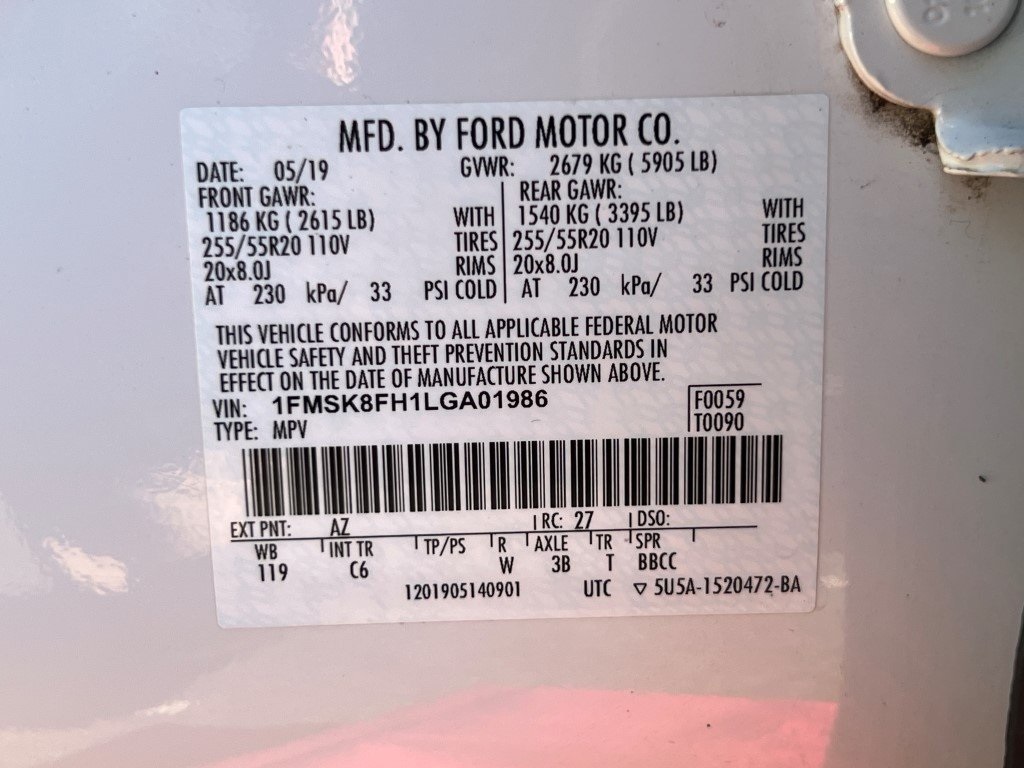 MFD. BY FORD MOTOR CO.
DATE: 05/19 GVWR: 2679 KG ( 5905 LB)
FRONT GAWR: REAR GAWR:
1186 KG ( 2615 LB) WITH 1540 KG ( 3395 LB) WITH
255/55R20 110V TIRES 255/55R20 110V TIRES
20x8.0J RIMS 20x8.0J RIMS
AT 230 kPa/ 33 PSI COLD AT 230 kPa/ 33 PSI COLD
THIS VEHICLE CONFORMS TO ALL APPLICABLE FEDERAL MOTOR
VEHICLE SAFETY AND THEFT PREVENTION STANDARDS IN
EFFECT ON THE DATE OF MANUFACTURE SHOWN ABOVE.
VIN: 1FMSK8FH1LGA01986 F0059
TYPE: MPV T0090
EXT PNT: AZ RC: 27 DSO:
WB INT TR TP/PS R AXLE TR SPR
119 C6 W 3B T BBCC
1201905140901 UTC ▽ 5U5A-1520472-BA